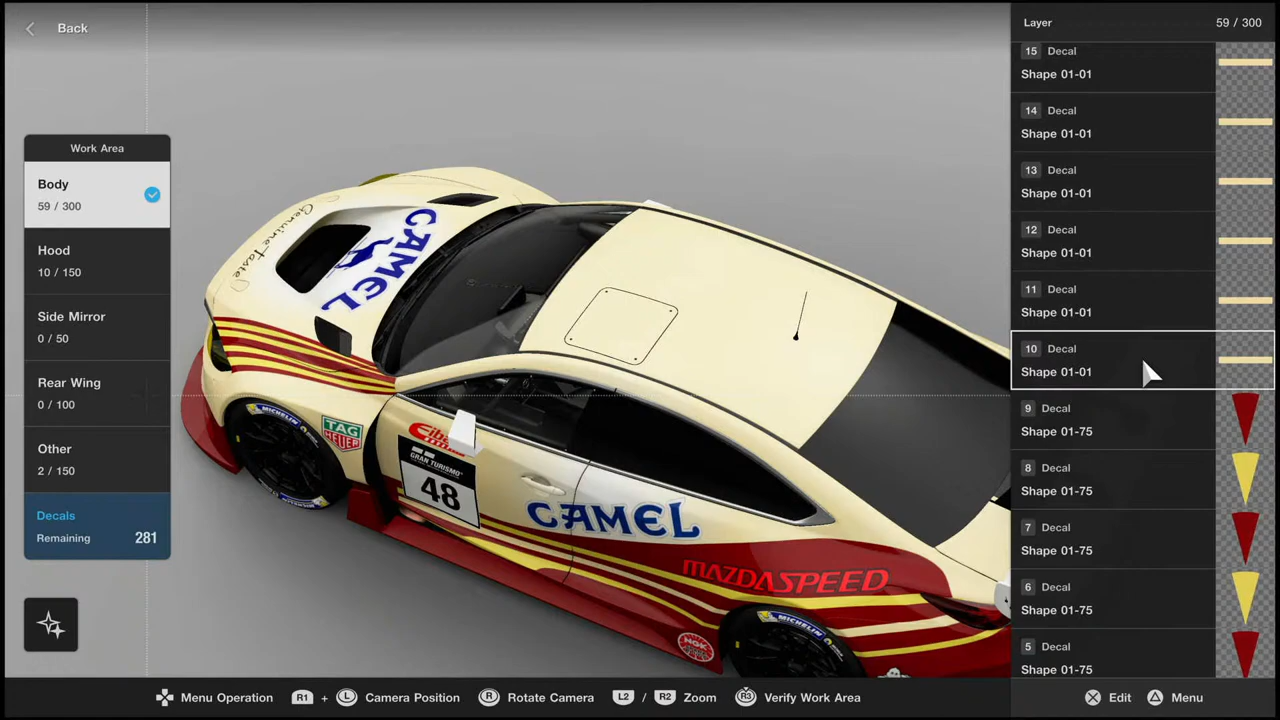 Back
Layer 59 / 300
Work Area
Body
59 / 300
Hood
10 / 150
Side Mirror
0 / 50
Rear Wing
0 / 100
Other
2 / 150
Decals
Remaining 281
15 Decal
Shape 01-01
14 Decal
Shape 01-01
13 Decal
Shape 01-01
12 Decal
Shape 01-01
11 Decal
Shape 01-01
10 Decal
Shape 01-01
9 Decal
Shape 01-75
8 Decal
Shape 01-75
7 Decal
Shape 01-75
6 Decal
Shape 01-75
5 Decal
Shape 01-75
Genuine Taste
CAMEL
MICHELIN
TAG
HEUER
GRAN TURISMO
48
CAMEL
MAZDASPEED
NGK
MICHELIN
Menu Operation
R1 + L Camera Position
R Rotate Camera
L2 / R2 Zoom
R3 Verify Work Area
Edit
Menu